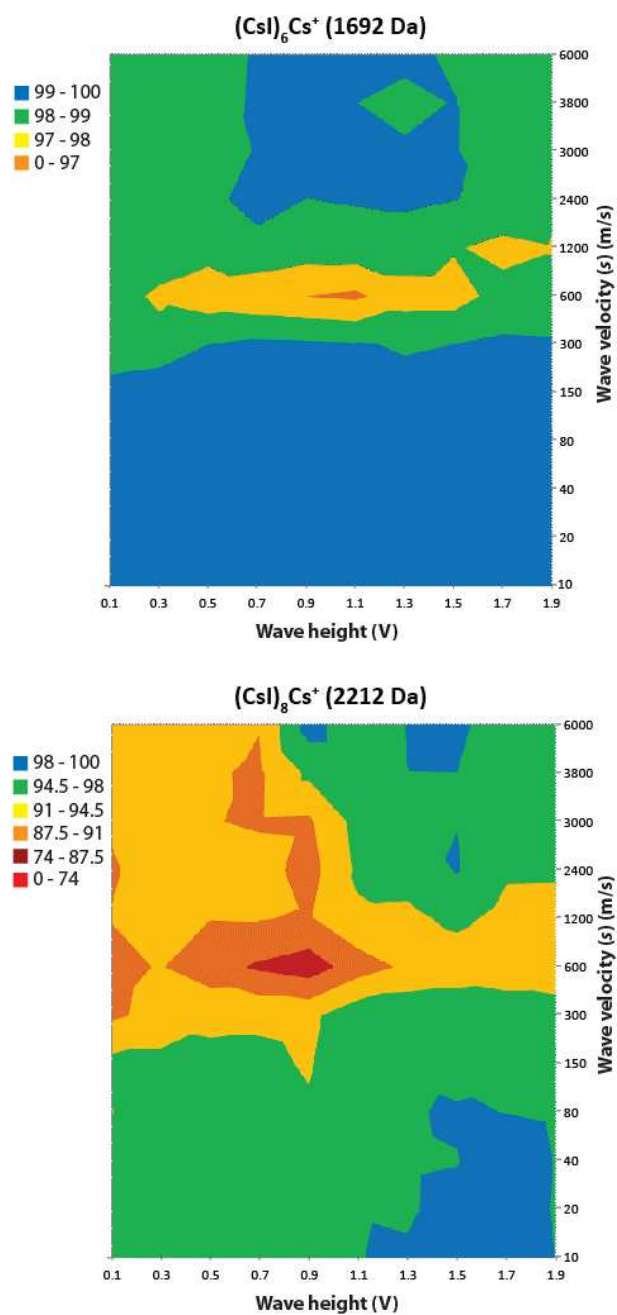 (CsI)₆Cs⁺ (1692 Da)
99 - 100
98 - 99
97 - 98
0 - 97
6000
3800
3000
2400
1200
600
300
150
80
40
20
10
Wave velocity (s) (m/s)
0.1 0.3 0.5 0.7 0.9 1.1 1.3 1.5 1.7 1.9
Wave height (V)
(CsI)₈Cs⁺ (2212 Da)
98 - 100
94.5 - 98
91 - 94.5
87.5 - 91
74 - 87.5
0 - 74
6000
3800
3000
2400
1200
600
300
150
80
40
20
10
Wave velocity (s) (m/s)
0.1 0.3 0.5 0.7 0.9 1.1 1.3 1.5 1.7 1.9
Wave height (V)